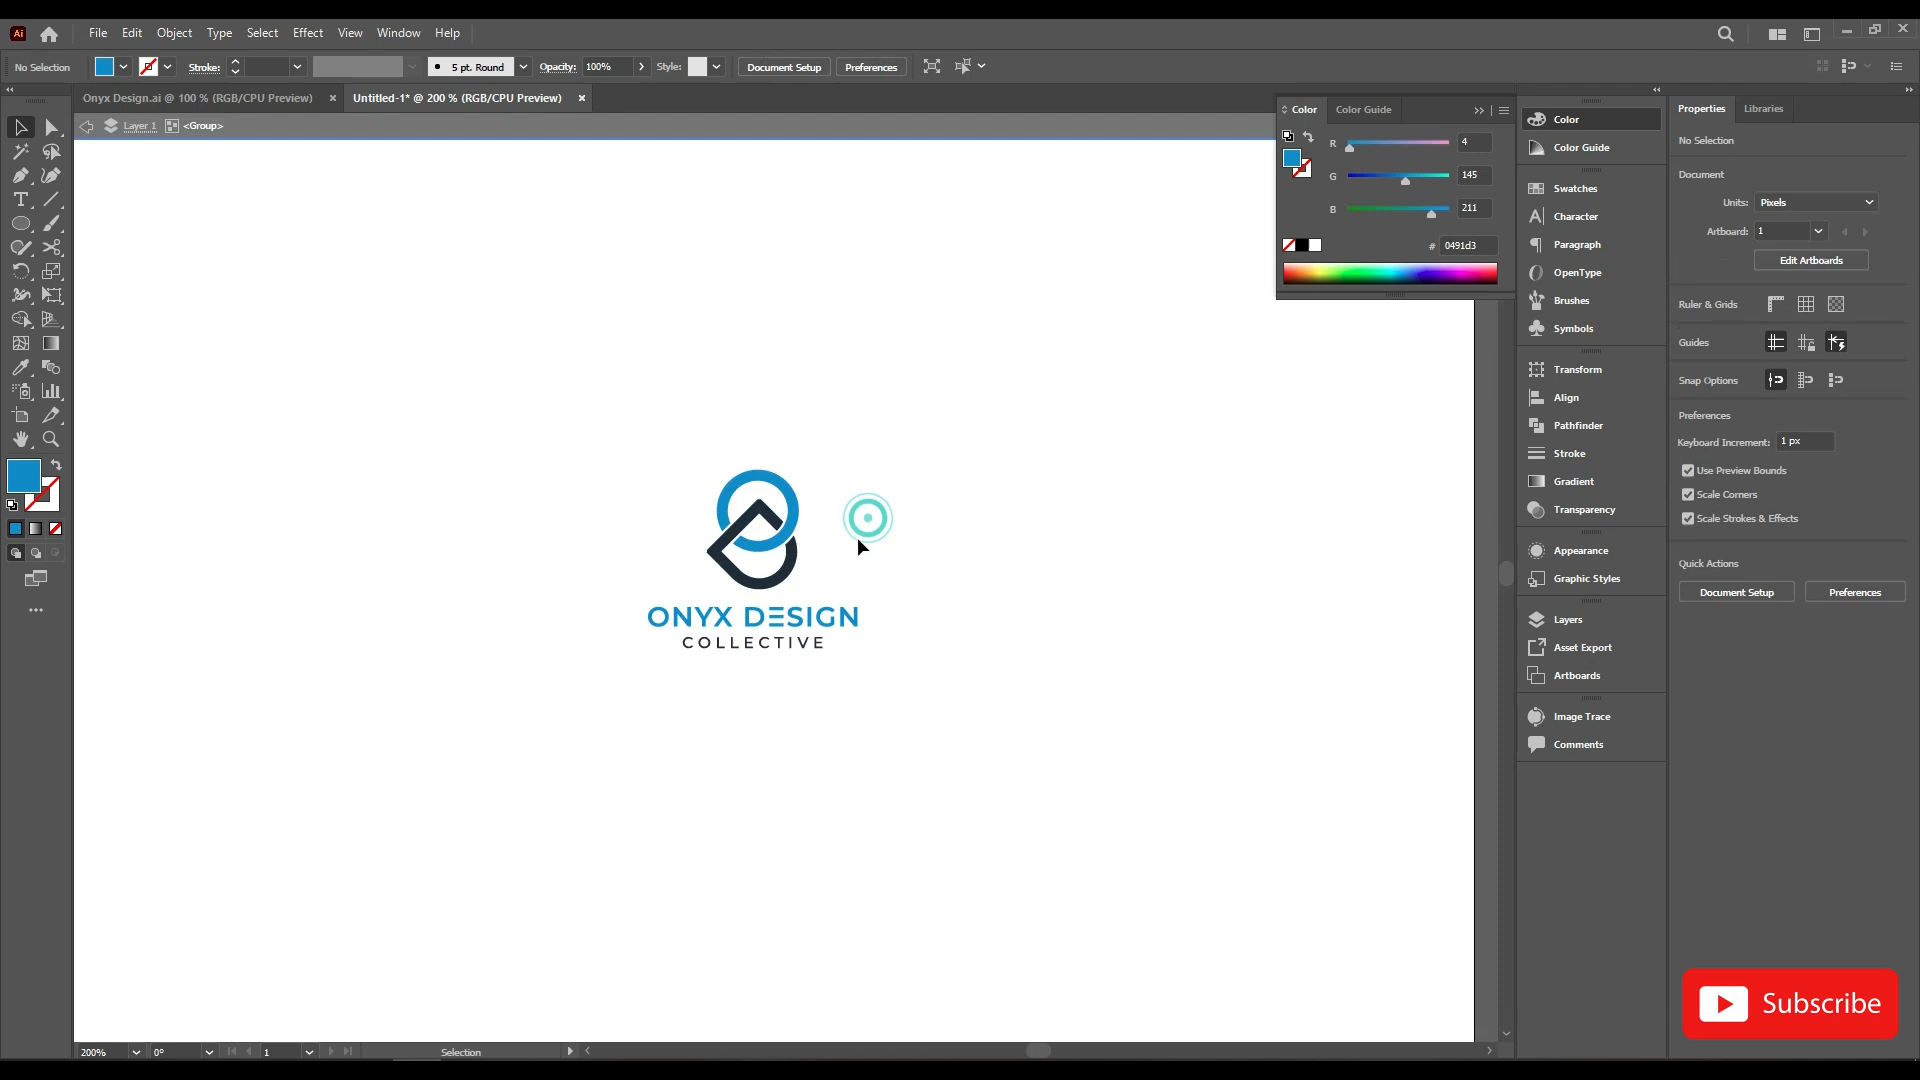 Ai File Edit Object Type Select Effect View Window Help
No Selection Stroke: 5 pt. Round Opacity: 100% Style: Document Setup Preferences
Onyx Design.ai @ 100 % (RGB/CPU Preview) × Untitled-1* @ 200 % (RGB/CPU Preview) ×
Layer 1 <Group>
Color Color Guide
R 4
G 145
B 211
# 0491d3
Color
Color Guide
Swatches
Character
Paragraph
OpenType
Brushes
Symbols
Transform
Align
Pathfinder
Stroke
Gradient
Transparency
Appearance
Graphic Styles
Layers
Asset Export
Artboards
Image Trace
Comments
Properties Libraries
No Selection
Document
Units: Pixels
Artboard: 1
Edit Artboards
Ruler & Grids
Guides
Snap Options
Preferences
Keyboard Increment: 1 px
Use Preview Bounds
Scale Corners
Scale Strokes & Effects
Quick Actions
Document Setup Preferences
ONYX DESIGN
COLLECTIVE
Subscribe
200% 0° 1 Selection